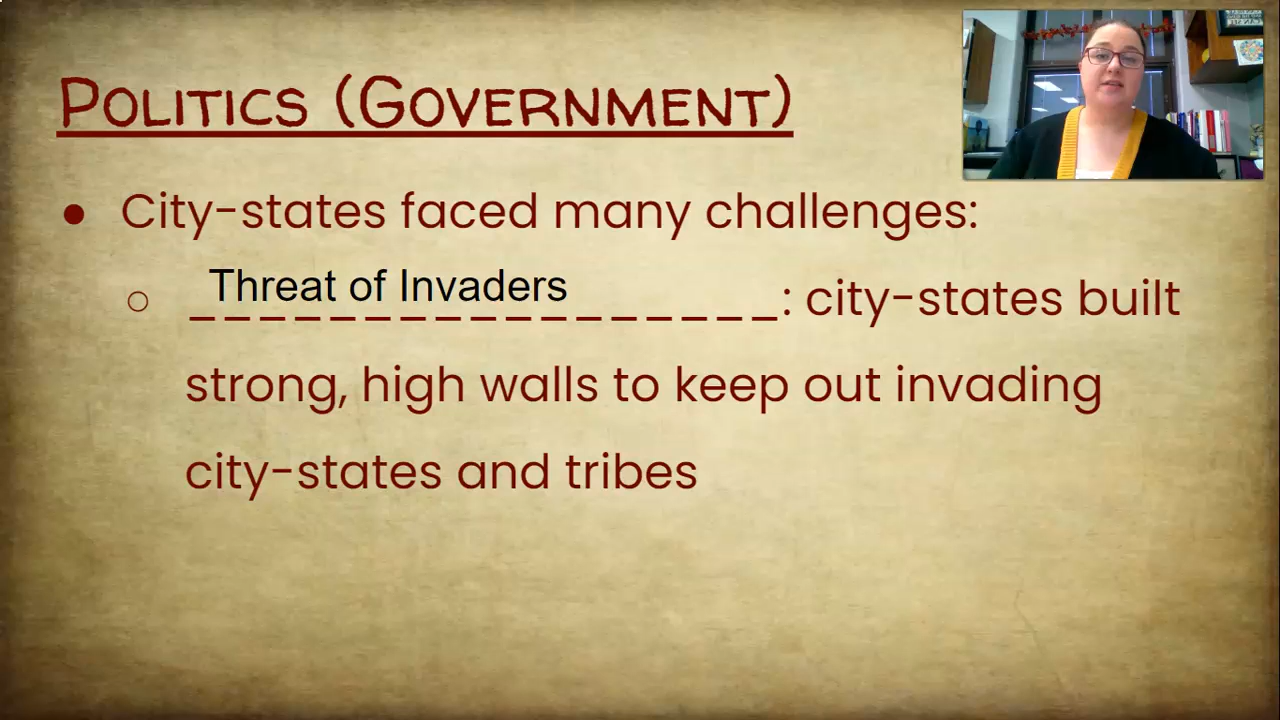 POLITICS (GOVERNMENT)
● City-states faced many challenges:
Threat of Invaders
○ _________________: city-states built
strong, high walls to keep out invading
city-states and tribes